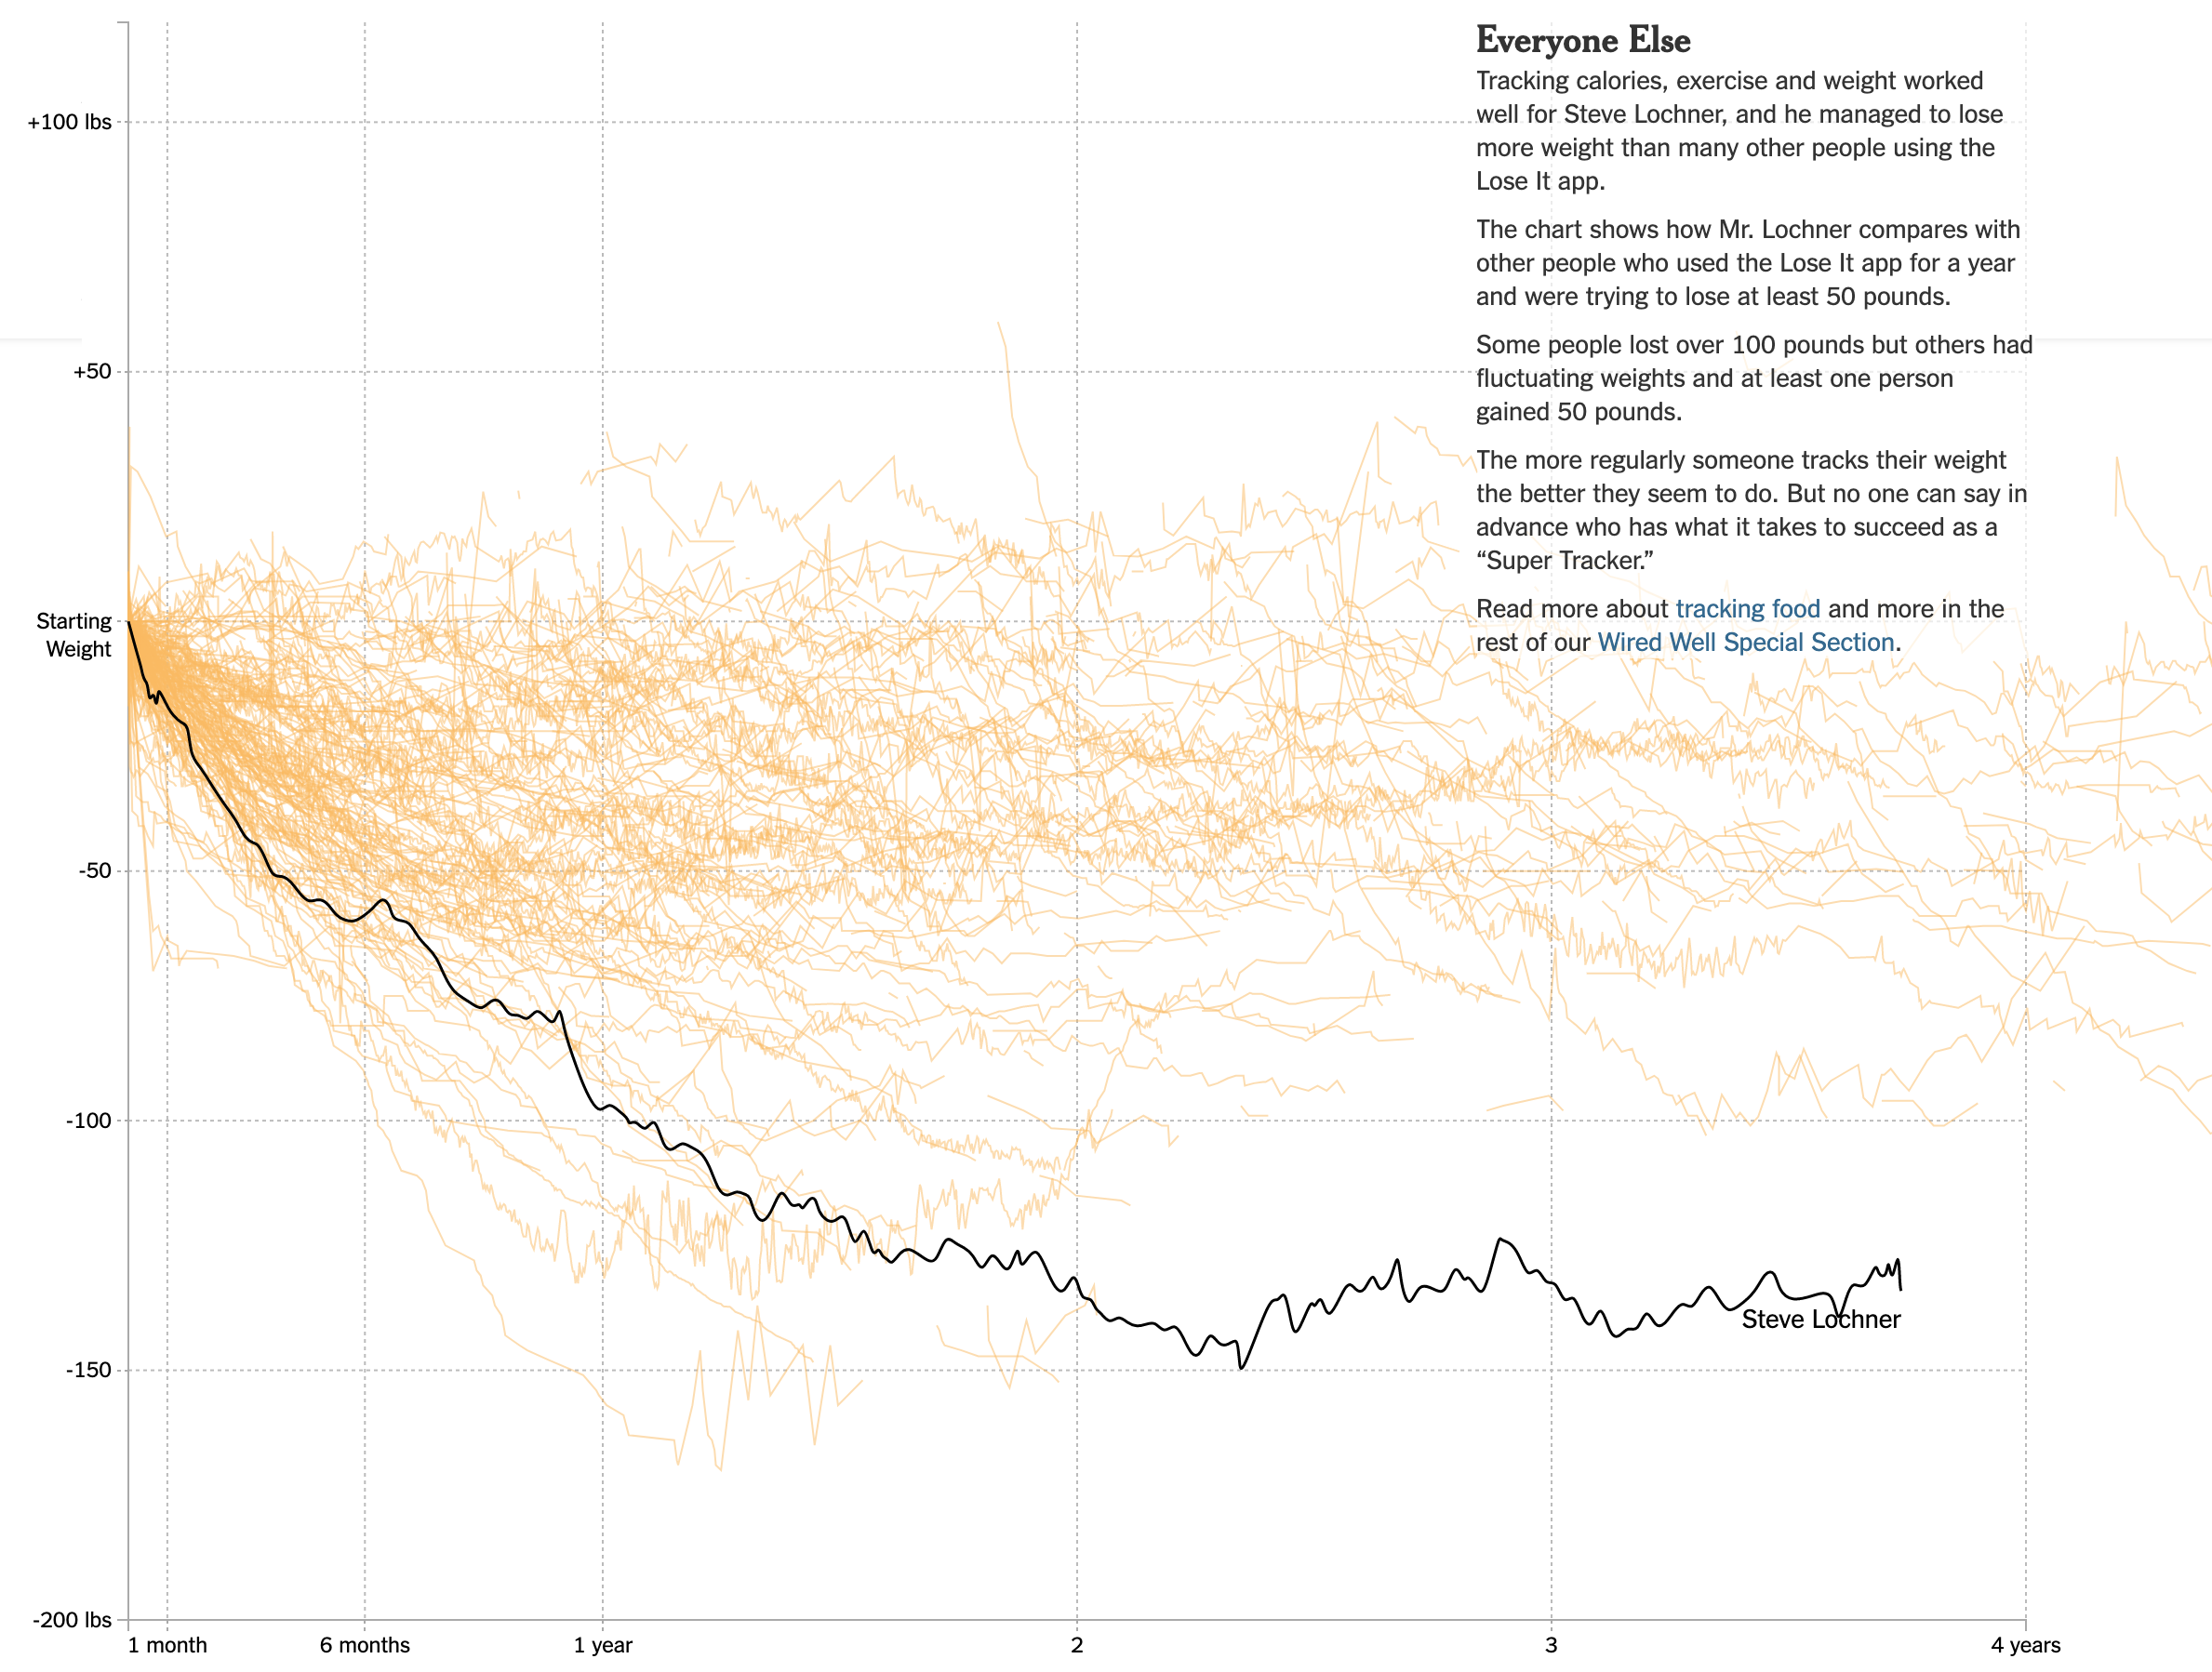 Everyone Else
Tracking calories, exercise and weight worked
well for Steve Lochner, and he managed to lose
more weight than many other people using the
Lose It app.
The chart shows how Mr. Lochner compares with
other people who used the Lose It app for a year
and were trying to lose at least 50 pounds.
Some people lost over 100 pounds but others had
fluctuating weights and at least one person
gained 50 pounds.
The more regularly someone tracks their weight
the better they seem to do. But no one can say in
advance who has what it takes to succeed as a
“Super Tracker.”
Read more about tracking food and more in the
rest of our Wired Well Special Section.
+100 lbs
+50
Starting
Weight
-50
-100
-150
-200 lbs
Steve Lochner
1 month
6 months
1 year
2
3
4 years